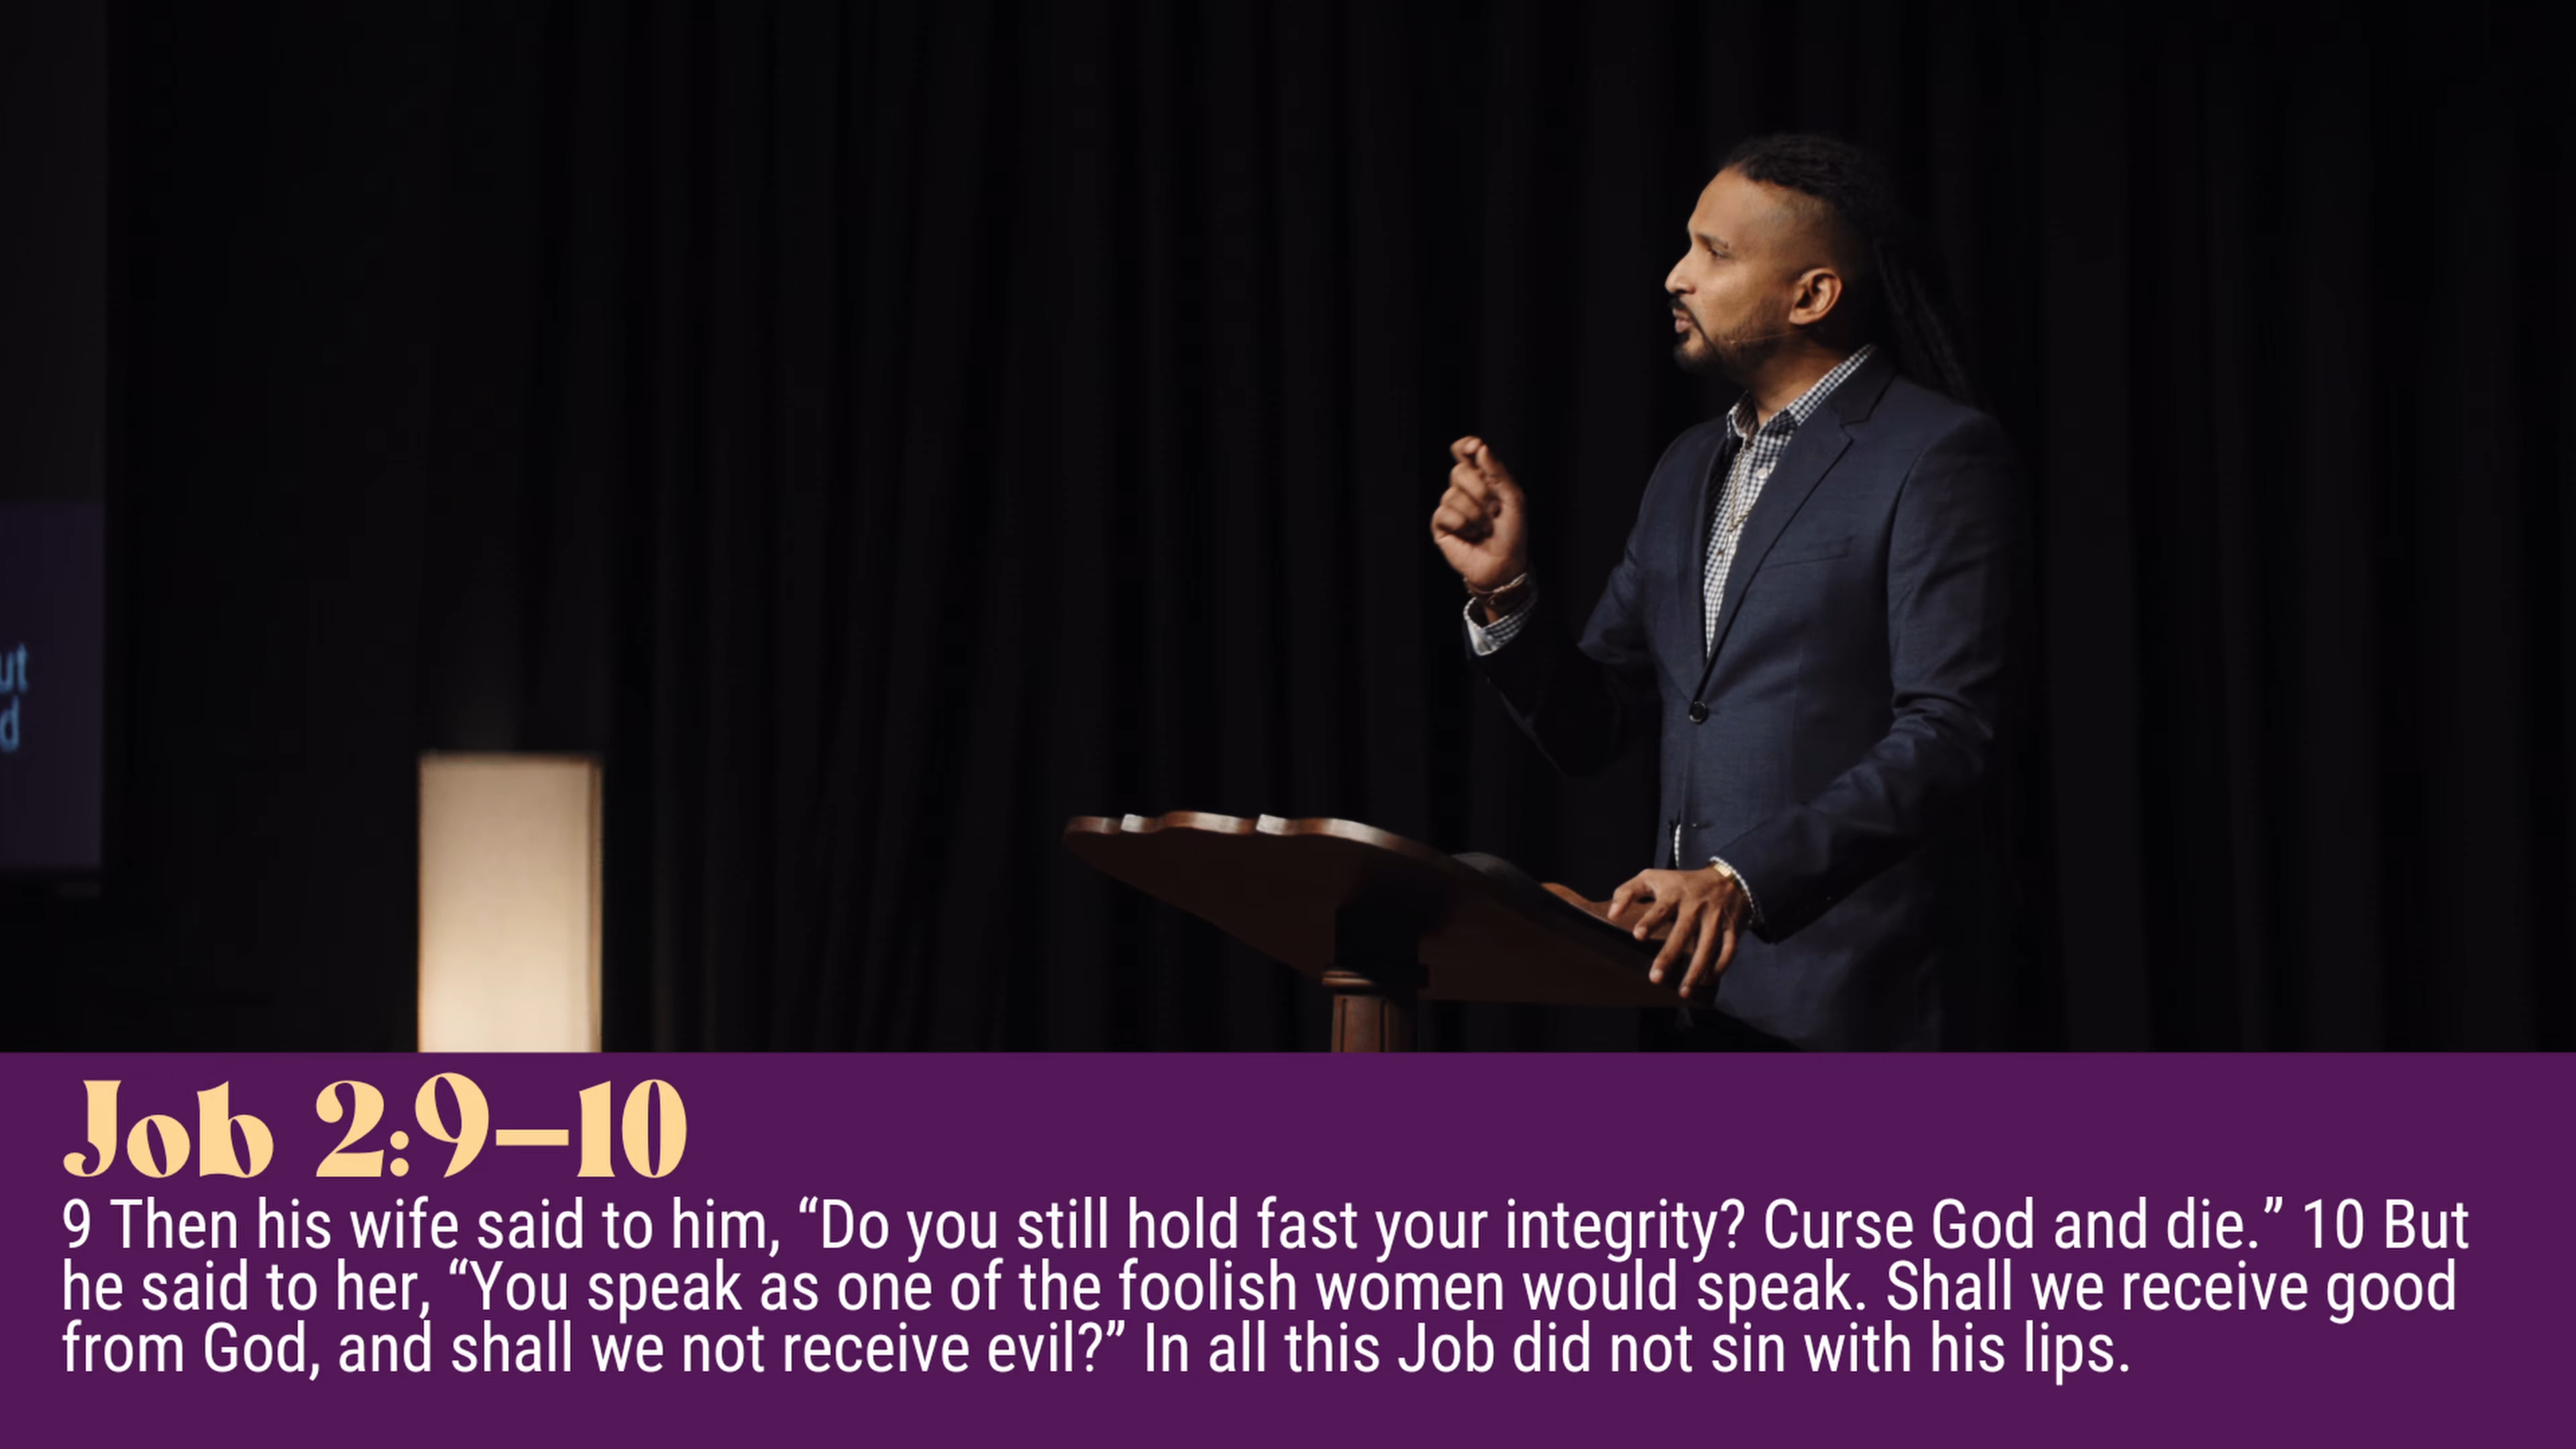 ut
d
Job 2:9–10
9 Then his wife said to him, “Do you still hold fast your integrity? Curse God and die.” 10 But
he said to her, “You speak as one of the foolish women would speak. Shall we receive good
from God, and shall we not receive evil?” In all this Job did not sin with his lips.